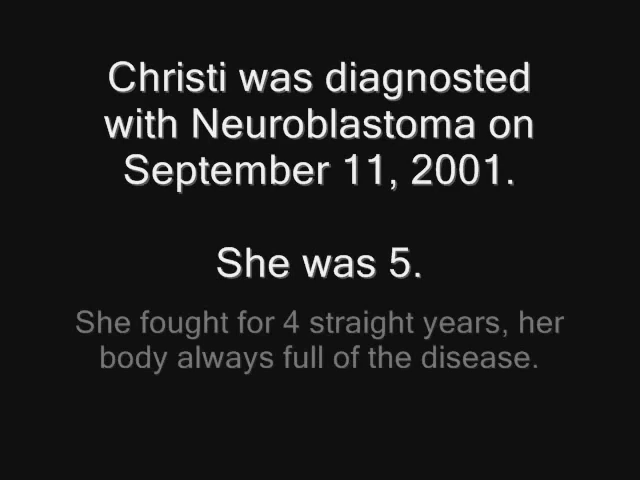 Christi was diagnosted
with Neuroblastoma on
September 11, 2001.
She was 5.
She fought for 4 straight years, her
body always full of the disease.